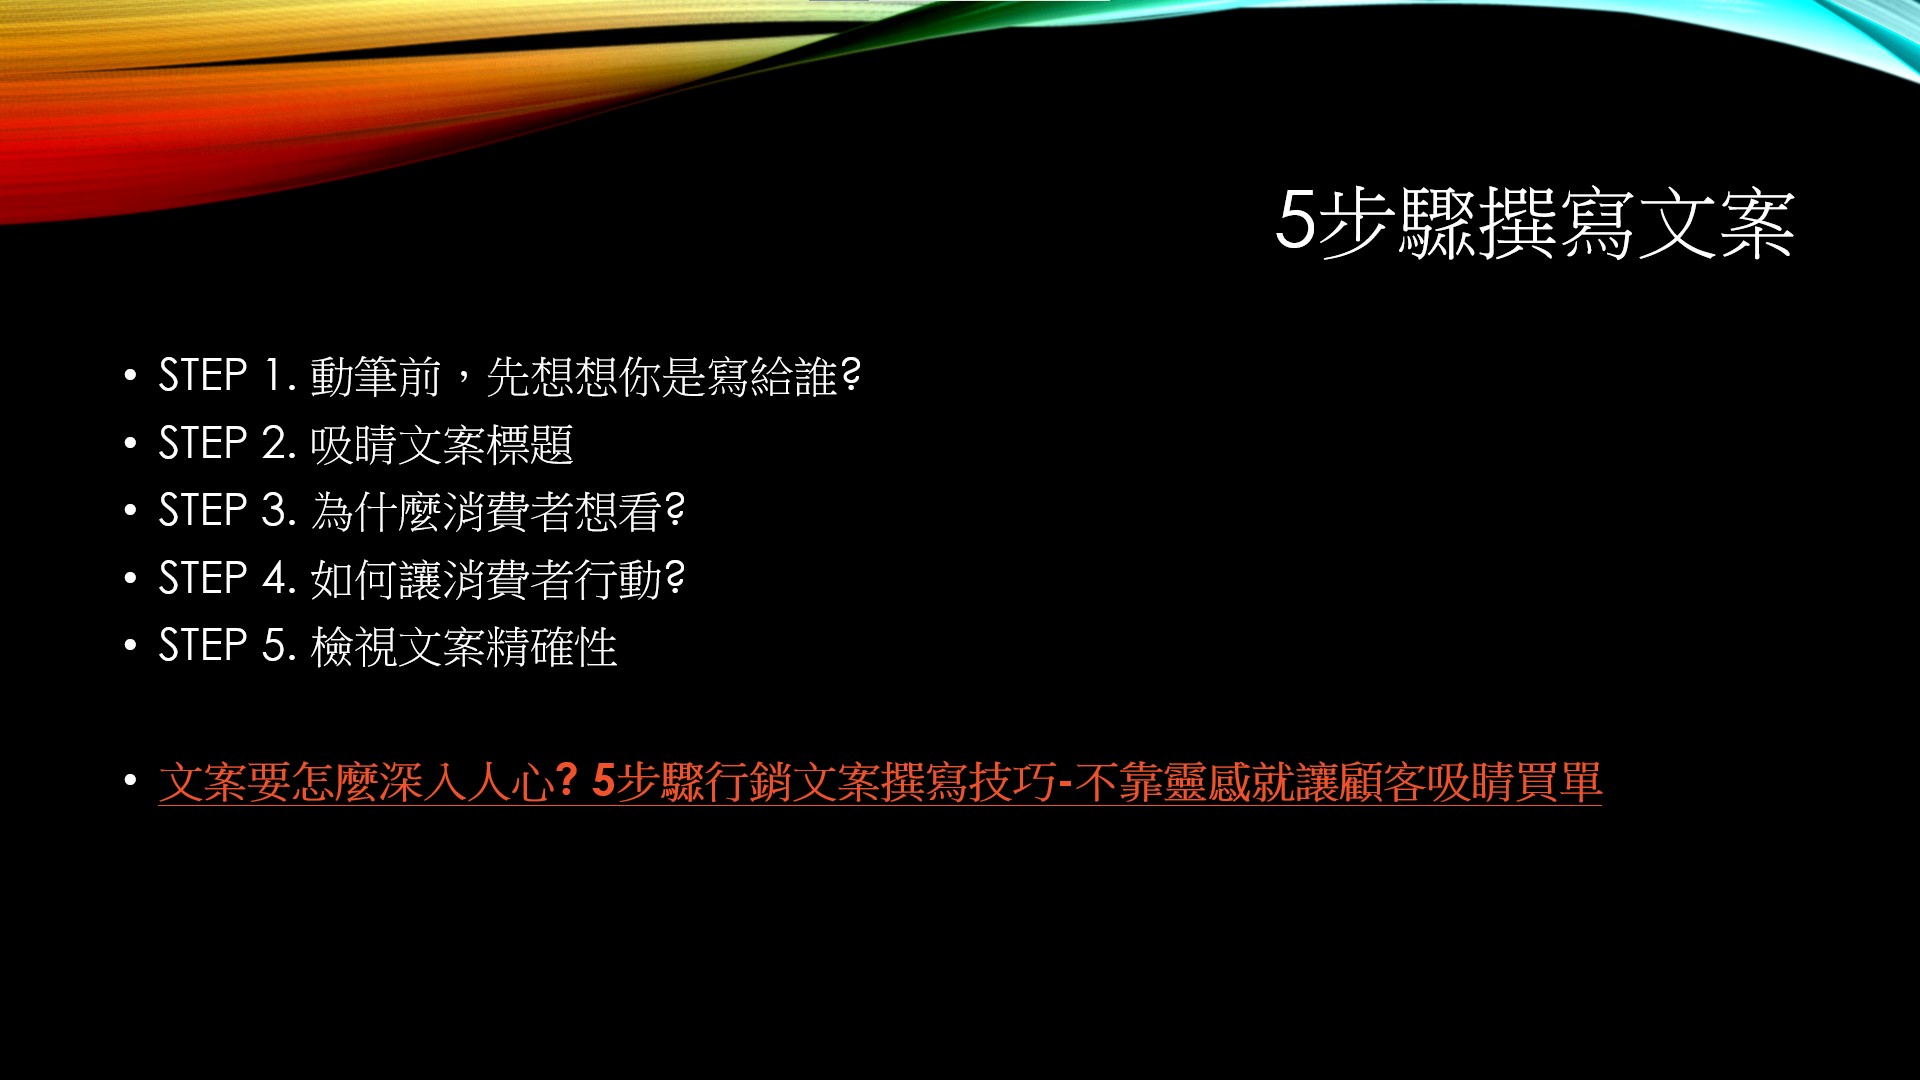 5步驟撰寫文案
• STEP 1. 動筆前，先想想你是寫給誰?
• STEP 2. 吸睛文案標題
• STEP 3. 為什麼消費者想看?
• STEP 4. 如何讓消費者行動?
• STEP 5. 檢視文案精確性
• 文案要怎麼深入人心? 5步驟行銷文案撰寫技巧-不靠靈感就讓顧客吸睛買單